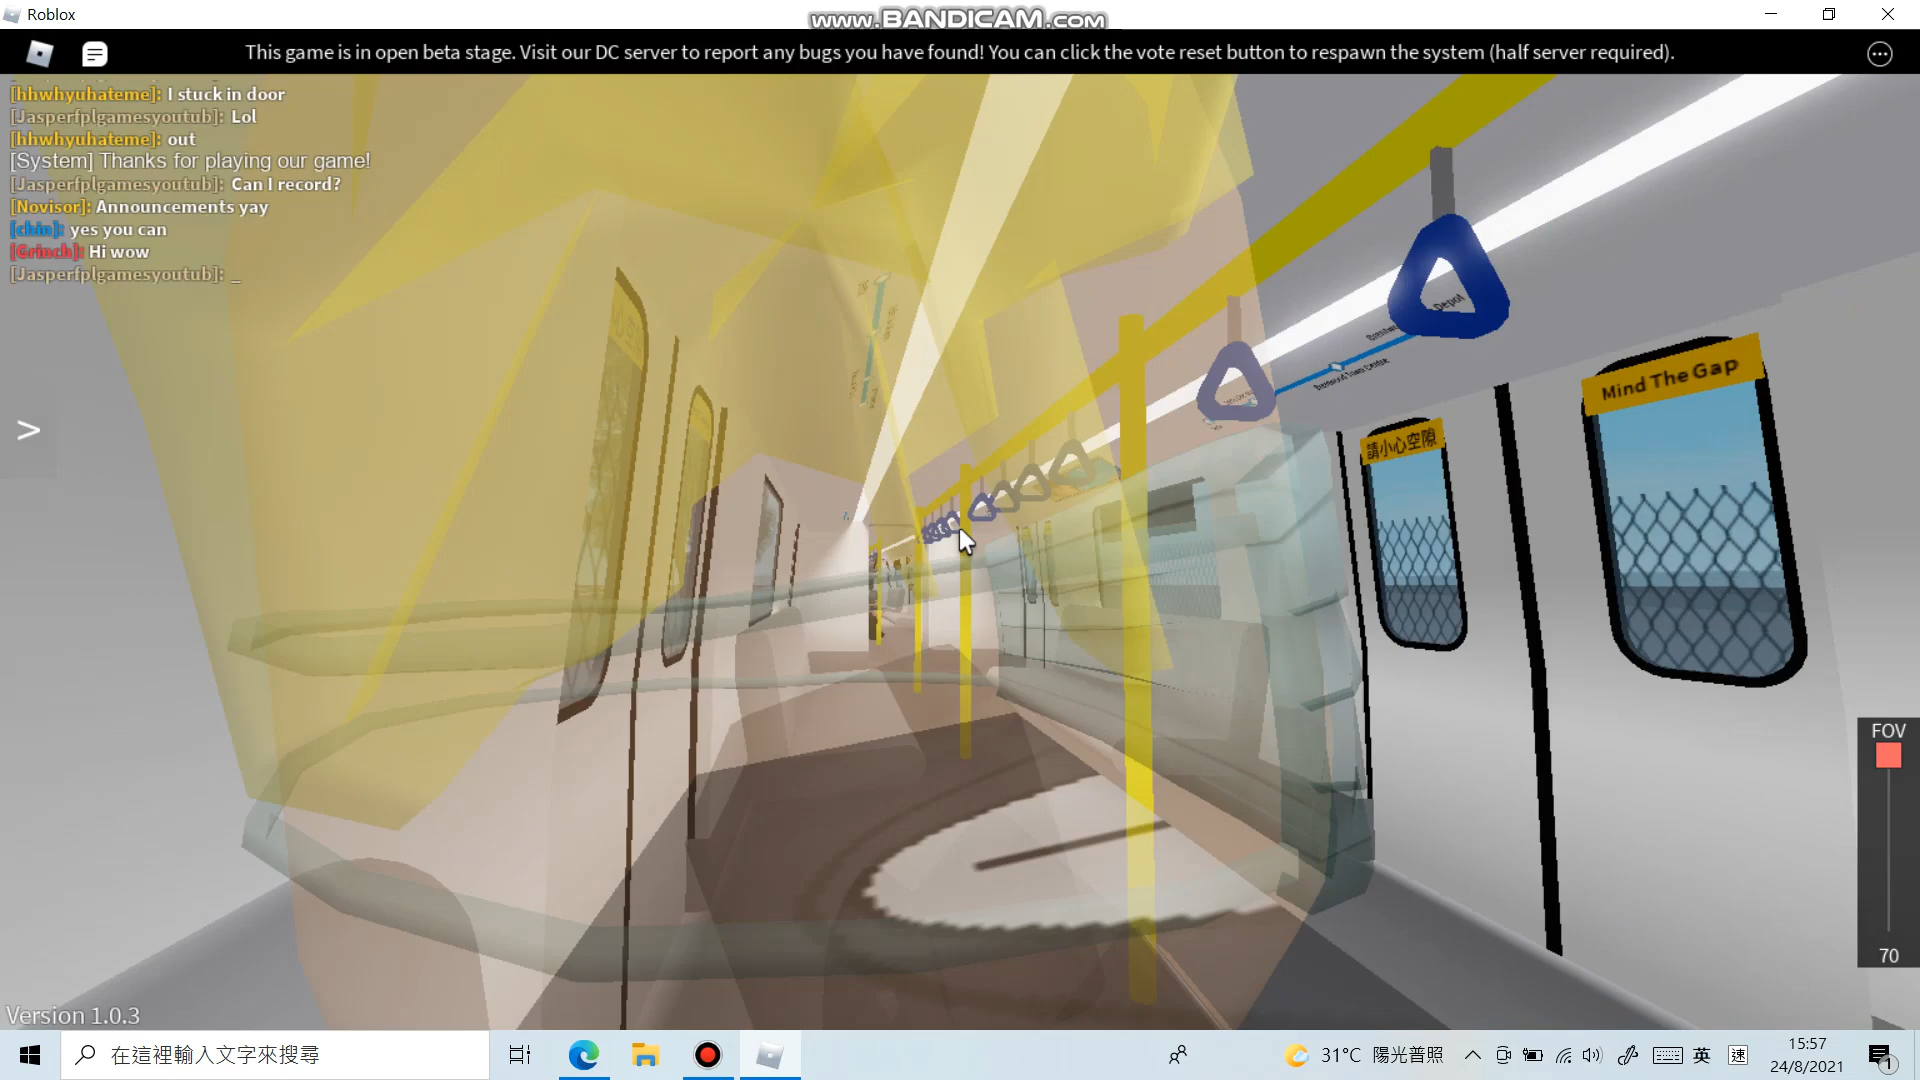 Roblox
www.BANDICAM.com
This game is in open beta stage. Visit our DC server to report any bugs you have found! You can click the vote reset button to respawn the system (half server required).
[hhwhyuhateme]: I stuck in door
[Jasperfplgamesyoutub]: Lol
[hhwhyuhateme]: out
[System] Thanks for playing our game!
[Jasperfplgamesyoutub]: Can I record?
[Novisor]: Announcements yay
[chin]: yes you can
[Grinch]: Hi wow
[Jasperfplgamesyoutub]: _
>
Depot
Mind The Gap
請小心空隙
FOV
70
Version 1.0.3
在這裡輸入文字來搜尋
31°C 陽光普照
英
速
15:57
24/8/2021
1